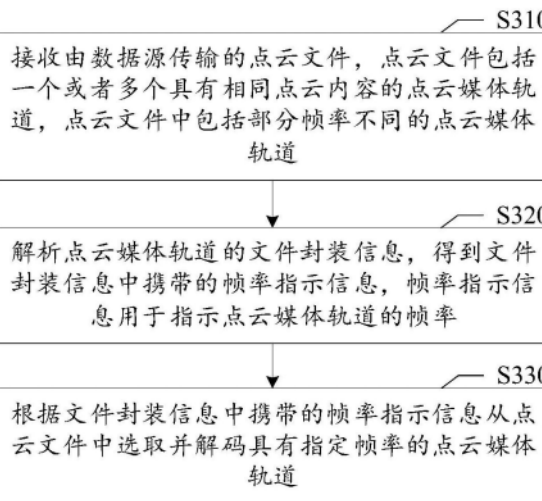 S310
接收由数据源传输的点云文件，点云文件包括
一个或者多个具有相同点云内容的点云媒体轨
道，点云文件中包括部分帧率不同的点云媒体
轨道
S320
解析点云媒体轨道的文件封装信息，得到文件
封装信息中携带的帧率指示信息，帧率指示信
息用于指示点云媒体轨道的帧率
S330
根据文件封装信息中携带的帧率指示信息从点
云文件中选取并解码具有指定帧率的点云媒体
轨道